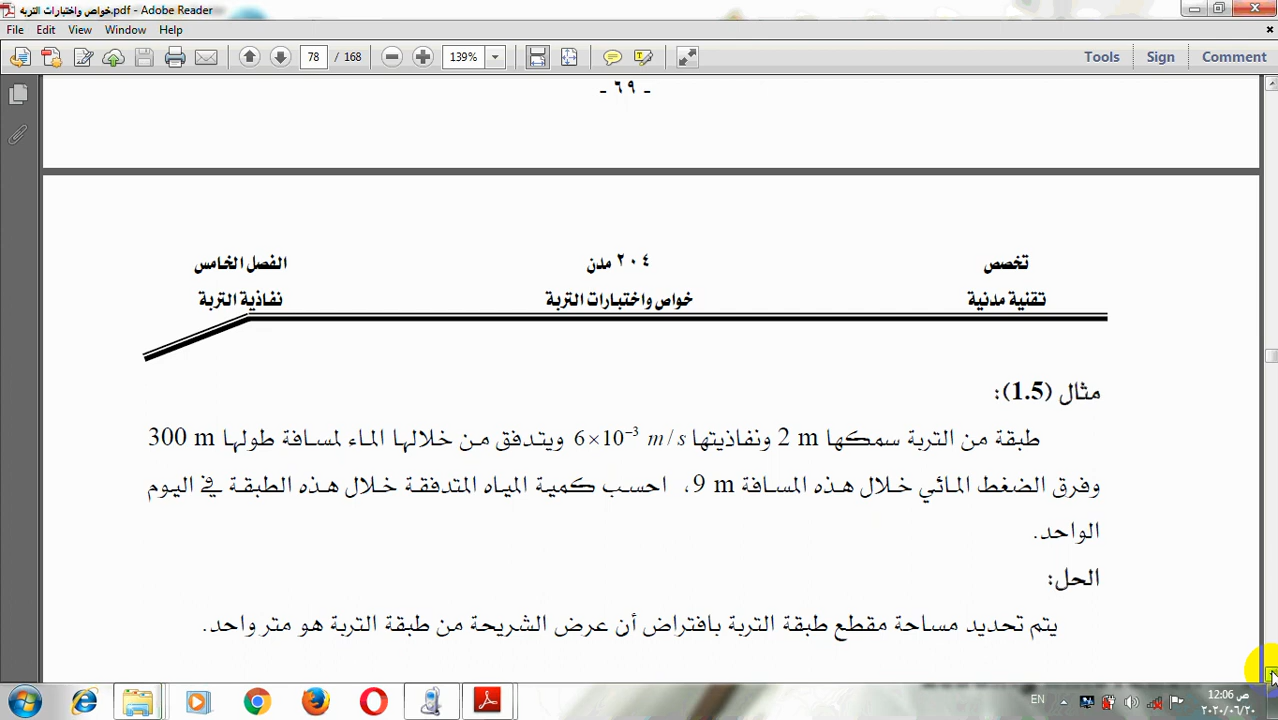 خواص واختبارات التربه.pdf - Adobe Reader
File Edit View Window Help
78 / 168 139% Tools Sign Comment
- ٦٩ -
تخصص ٢٠٤ مدن الفصل الخامس
تقنية مدنية خواص واختبارات التربة نفاذية التربة
مثال (1.5):
طبقة من التربة سمكها 2 m ونفاذيتها 6×10⁻³ m/s ويتدفق من خلالها الماء لمسافة طولها 300 m
وفرق الضغط المائي خلال هذه المسافة 9 m، احسب كمية المياه المتدفقة خلال هذه الطبقة في اليوم
الواحد.
الحل:
يتم تحديد مساحة مقطع طبقة التربة بافتراض أن عرض الشريحة من طبقة التربة هو متر واحد.
EN 12:06 ص
٢٠٢٠/٠٦/٢٠